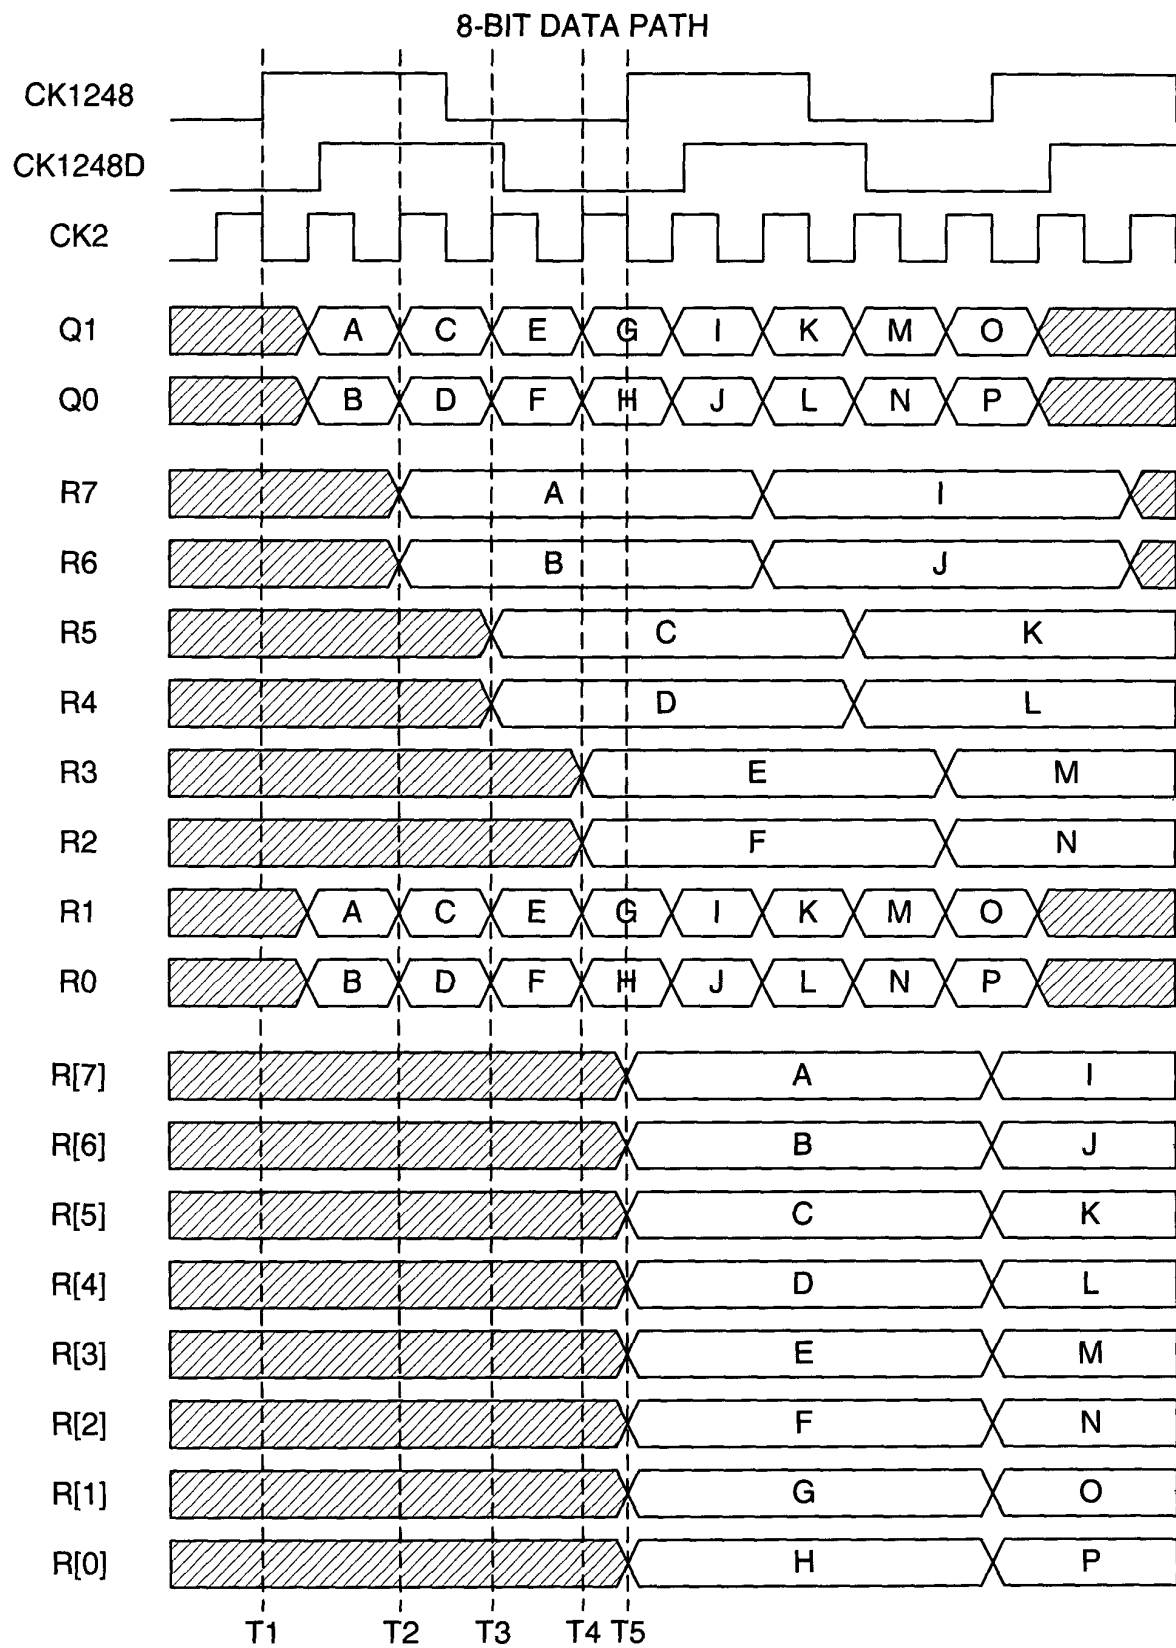 8-BIT DATA PATH
CK1248
CK1248D
CK2
Q1 A C E G I K M O
Q0 B D F H J L N P
R7 A I
R6 B J
R5 C K
R4 D L
R3 E M
R2 F N
R1 A C E G I K M O
R0 B D F H J L N P
R[7] A I
R[6] B J
R[5] C K
R[4] D L
R[3] E M
R[2] F N
R[1] G O
R[0] H P
T1 T2 T3 T4 T5